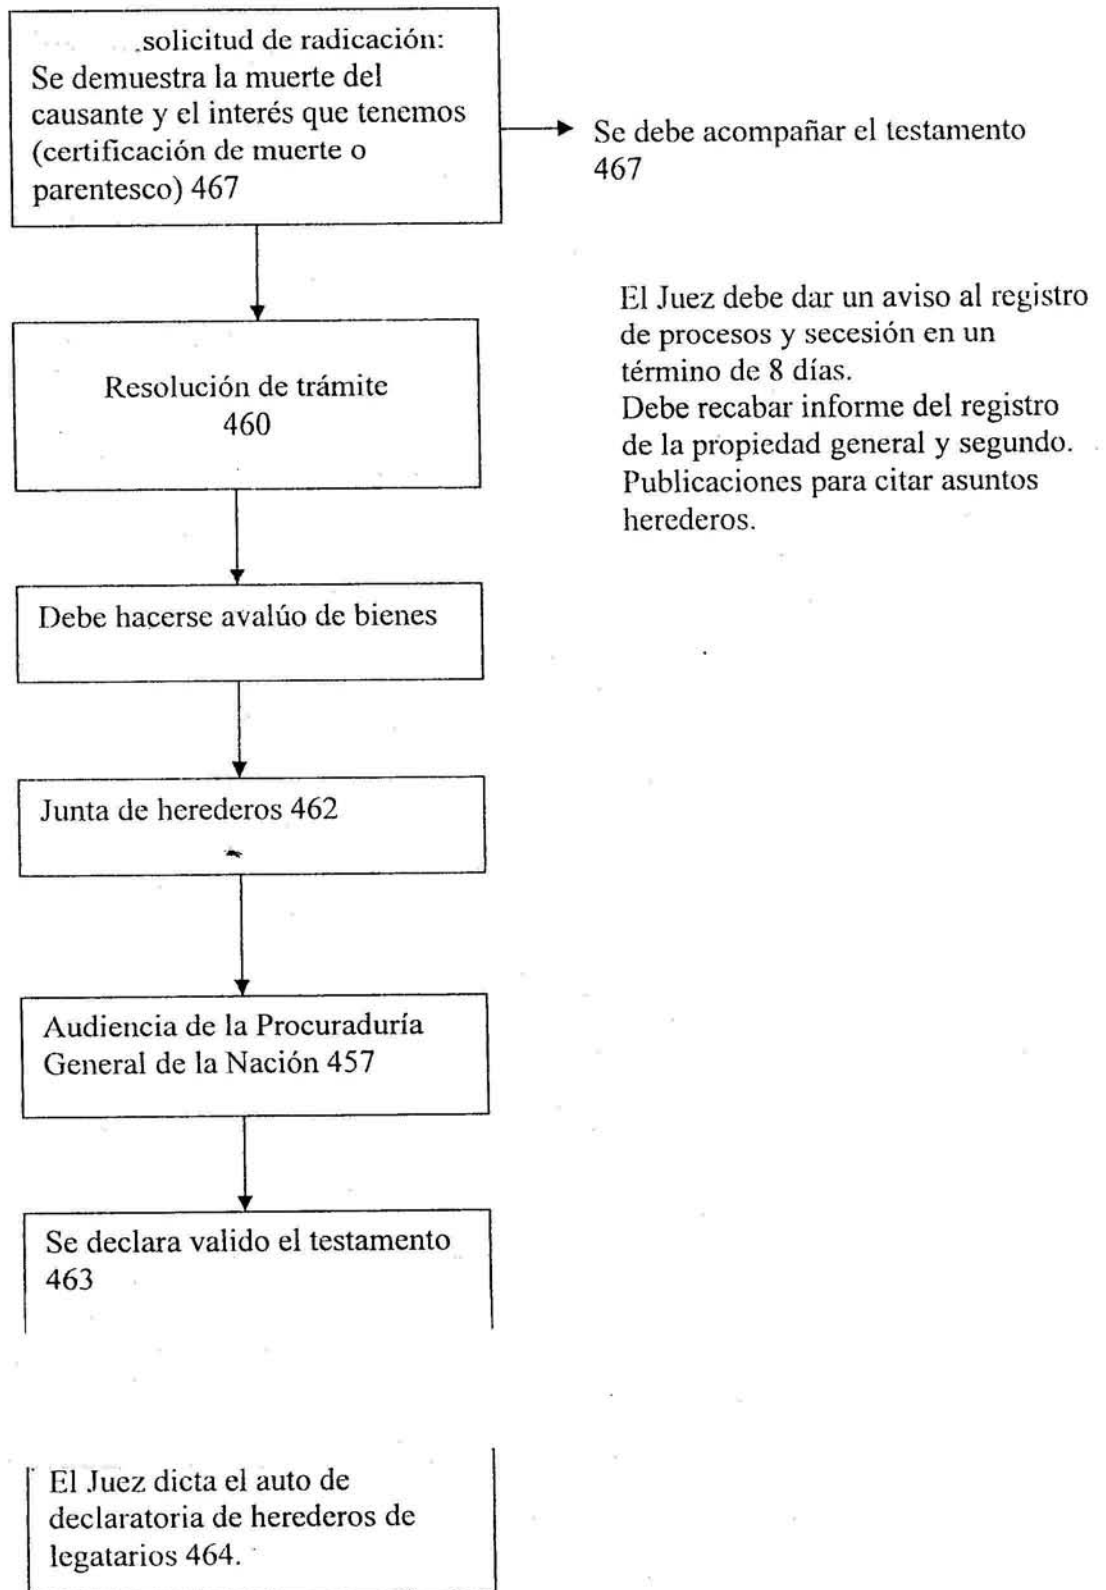 .solicitud de radicación:
Se demuestra la muerte del
causante y el interés que tenemos
(certificación de muerte o
parentesco) 467
Se debe acompañar el testamento
467
El Juez debe dar un aviso al registro
de procesos y secesión en un
término de 8 días.
Debe recabar informe del registro
de la propiedad general y segundo.
Publicaciones para citar asuntos
herederos.
Resolución de trámite
460
Debe hacerse avalúo de bienes
Junta de herederos 462
Audiencia de la Procuraduría
General de la Nación 457
Se declara valido el testamento
463
El Juez dicta el auto de
declaratoria de herederos de
legatarios 464.